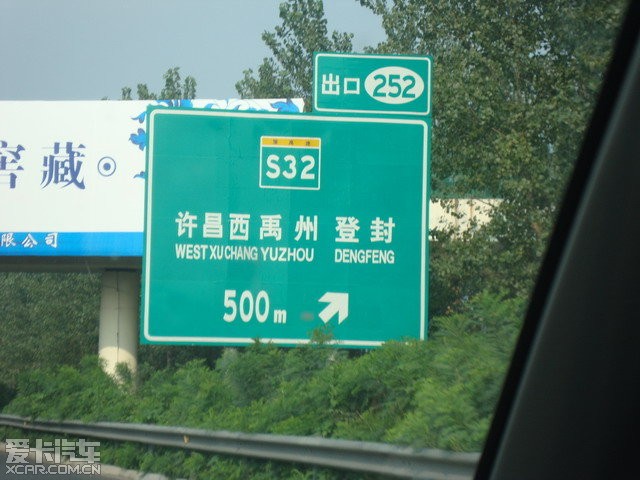 出口 252
S32
许昌西 禹州 登封
WEST XUCHANG YUZHOU DENGFENG
500m
窖藏
限公司
爱卡汽车
XCAR.COM.CN